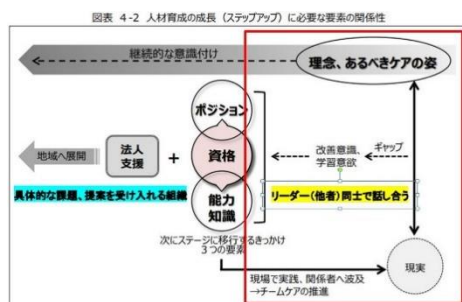 図表 4-2 人材育成の成長（ステップアップ）に必要な要素の関係性
継続的な意識付け
理念、あるべきケアの姿
ポジション
資格
能力
知識
地域へ展開
法人
支援
+
改善意識、
学習意欲
ギャップ
具体的な課題、提案を受け入れる組織
リーダー（他者）同士で話し合う
次にステージに移行するきっかけ
３つの要素
現場で実践、関係者へ波及
→チームケアの推進
現実